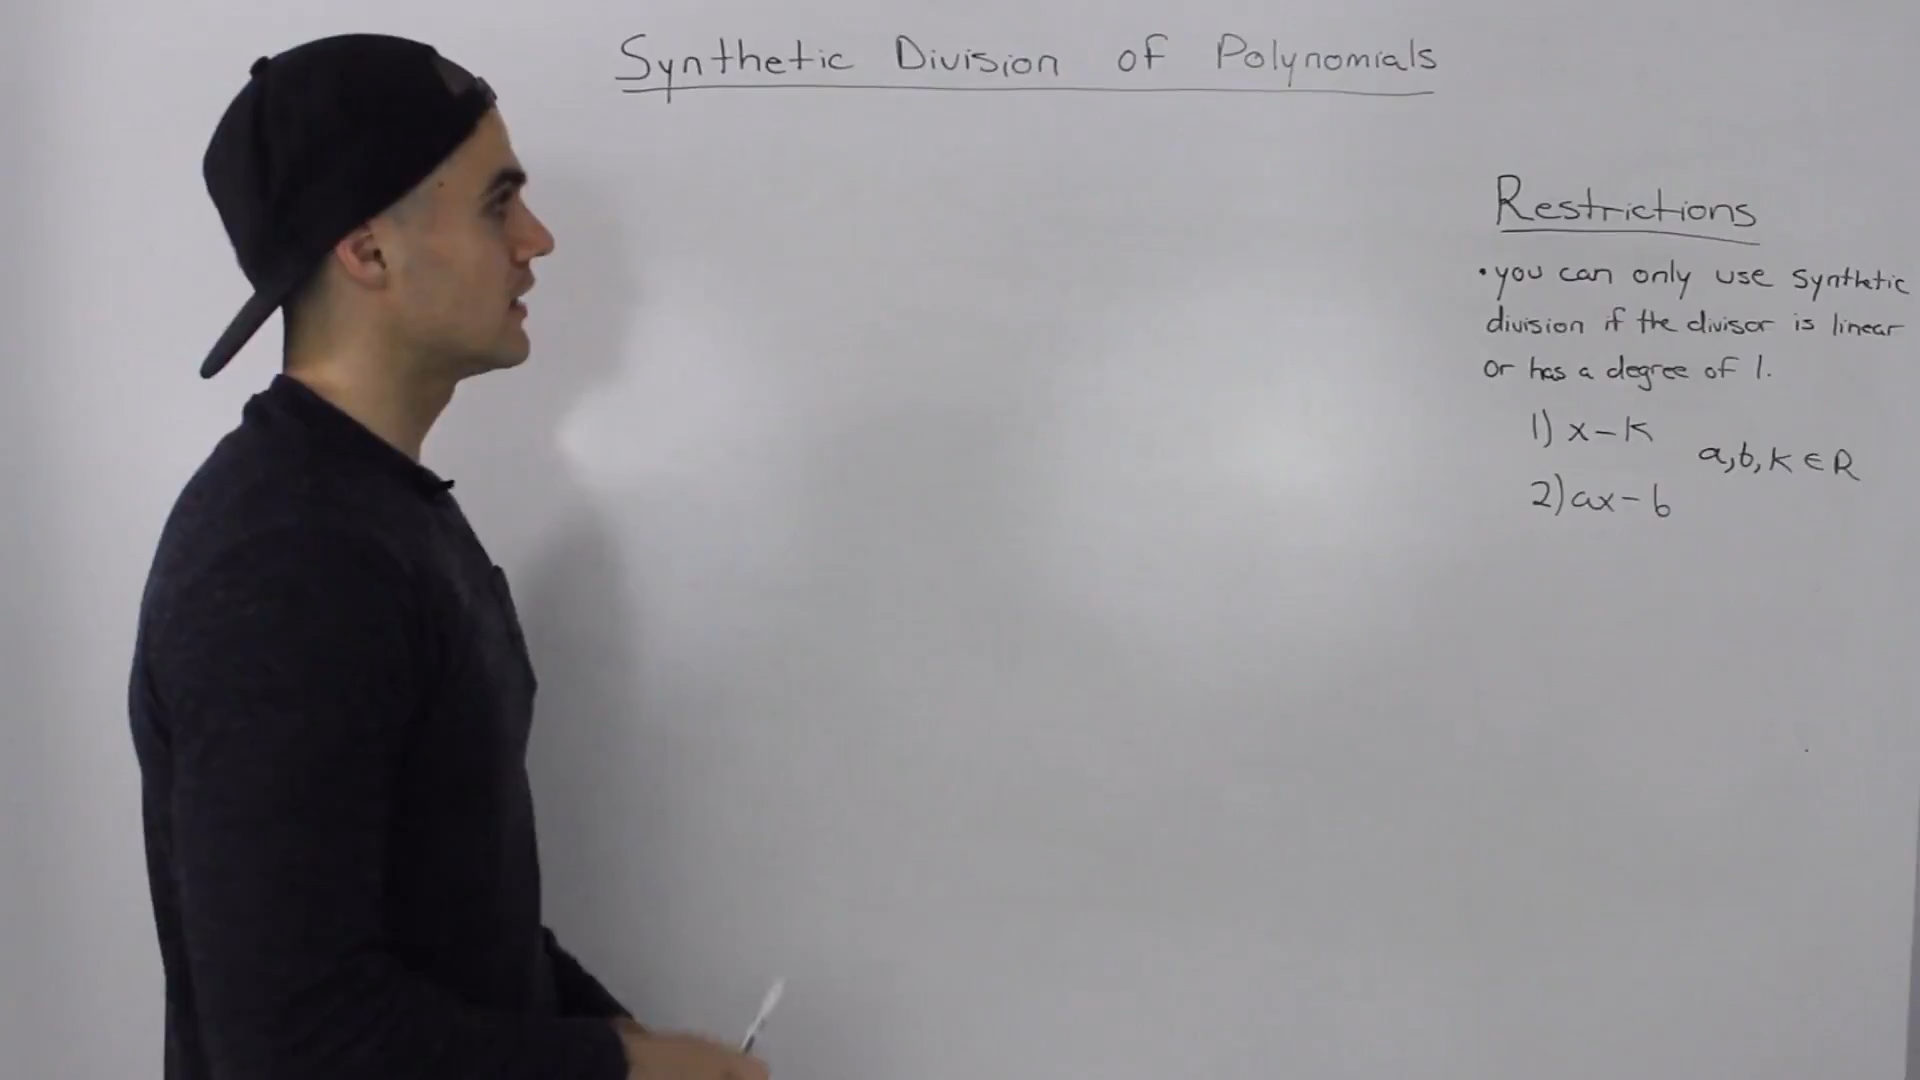 Synthetic Division of Polynomials
Restrictions
• you can only use synthetic
division if the divisor is linear
or has a degree of 1.
1) x - k
a, b, k ∈ R
2) ax - b